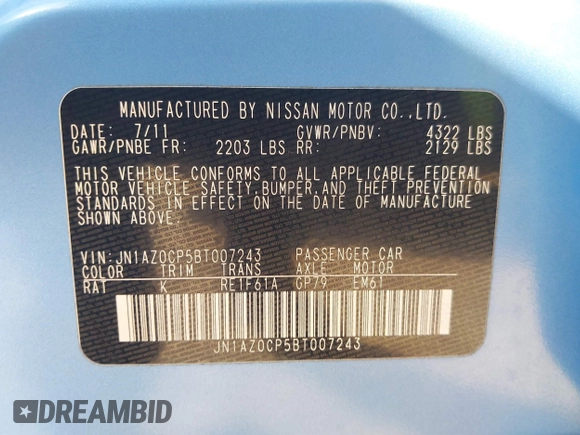 MANUFACTURED BY NISSAN MOTOR CO.,LTD.
DATE: 7/11 GVWR/PNBV: 4322 LBS
GAWR/PNBE FR: 2203 LBS RR: 2129 LBS
THIS VEHICLE CONFORMS TO ALL APPLICABLE FEDERAL
MOTOR VEHICLE SAFETY,BUMPER,AND THEFT PREVENTION
STANDARDS IN EFFECT ON THE DATE OF MANUFACTURE
SHOWN ABOVE.
VIN: JN1AZ0CP5BT007243 PASSENGER CAR
COLOR TRIM TRANS AXLE MOTOR
RAT K RE1F61A GP79 EM61
JN1AZ0CP5BT007243
DREAMBID